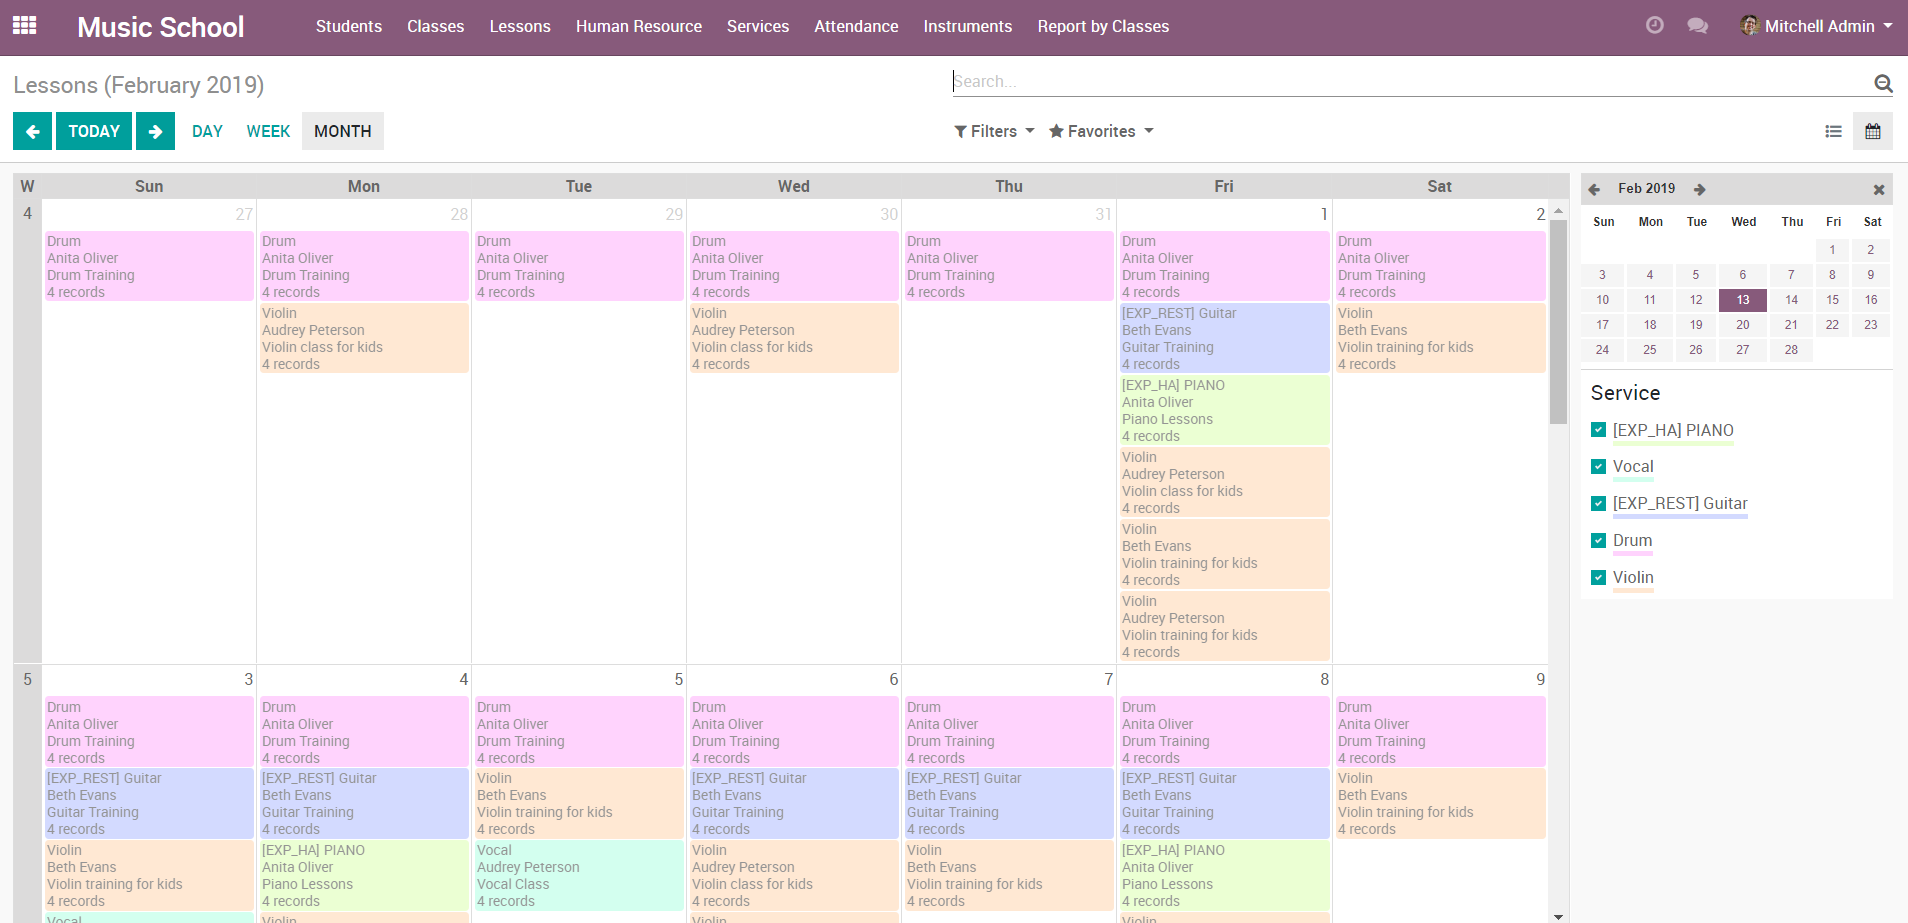 Music School
Students Classes Lessons Human Resource Services Attendance Instruments Report by Classes
Mitchell Admin
Lessons (February 2019)
Search...
TODAY DAY WEEK MONTH
Filters Favorites
W Sun Mon Tue Wed Thu Fri Sat
4 27 28 29 30 31 1 2
Drum Drum Drum Drum Drum Drum Drum
Anita Oliver Anita Oliver Anita Oliver Anita Oliver Anita Oliver Anita Oliver Anita Oliver
Drum Training Drum Training Drum Training Drum Training Drum Training Drum Training Drum Training
4 records 4 records 4 records 4 records 4 records 4 records 4 records
Violin Violin [EXP_REST] Guitar Violin
Audrey Peterson Audrey Peterson Beth Evans Beth Evans
Violin class for kids Violin class for kids Guitar Training Violin training for kids
4 records 4 records 4 records 4 records
[EXP_HA] PIANO
Anita Oliver
Piano Lessons
4 records
Violin
Audrey Peterson
Violin class for kids
4 records
Violin
Beth Evans
Violin training for kids
4 records
Violin
Audrey Peterson
Violin training for kids
4 records
5 3 4 5 6 7 8 9
Drum Drum Drum Drum Drum Drum Drum
Anita Oliver Anita Oliver Anita Oliver Anita Oliver Anita Oliver Anita Oliver Anita Oliver
Drum Training Drum Training Drum Training Drum Training Drum Training Drum Training Drum Training
4 records 4 records 4 records 4 records 4 records 4 records 4 records
[EXP_REST] Guitar [EXP_REST] Guitar Violin [EXP_REST] Guitar [EXP_REST] Guitar [EXP_REST] Guitar Violin
Beth Evans Beth Evans Beth Evans Beth Evans Beth Evans Beth Evans Beth Evans
Guitar Training Guitar Training Violin training for kids Guitar Training Guitar Training Guitar Training Violin training for kids
4 records 4 records 4 records 4 records 4 records 4 records 4 records
Violin [EXP_HA] PIANO Vocal Violin Violin [EXP_HA] PIANO
Beth Evans Anita Oliver Audrey Peterson Audrey Peterson Beth Evans Anita Oliver
Violin training for kids Piano Lessons Vocal Class Violin class for kids Violin training for kids Piano Lessons
4 records 4 records 4 records 4 records 4 records 4 records
Vocal Violin Violin Violin
Feb 2019
Sun Mon Tue Wed Thu Fri Sat
1 2
3 4 5 6 7 8 9
10 11 12 13 14 15 16
17 18 19 20 21 22 23
24 25 26 27 28
Service
[EXP_HA] PIANO
Vocal
[EXP_REST] Guitar
Drum
Violin